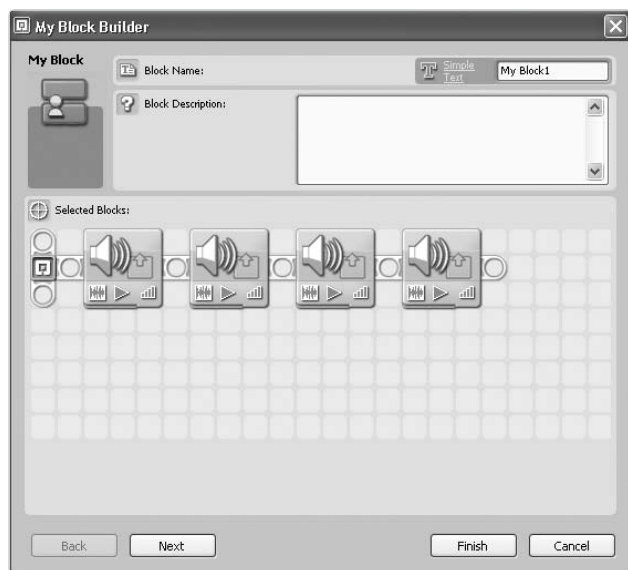 My Block Builder
My Block
Block Name:
Simple
Text
My Block1
Block Description:
Selected Blocks:
Back
Next
Finish
Cancel